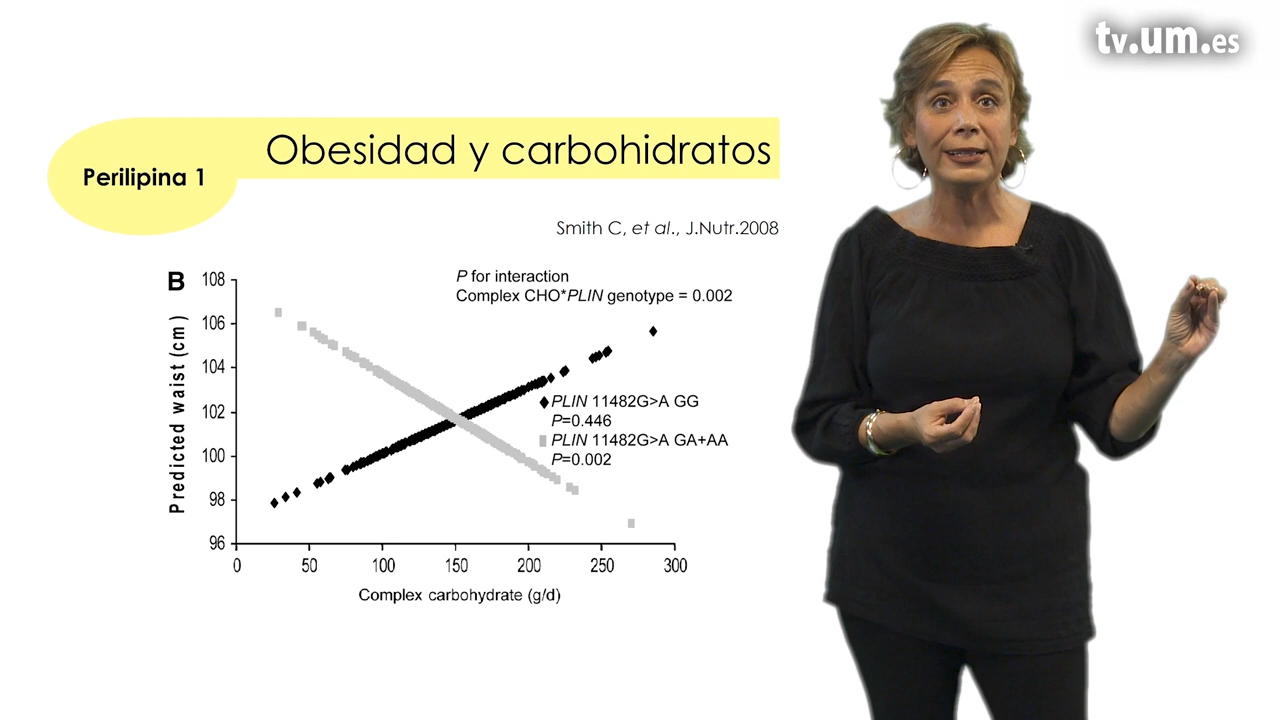 tv.um.es
Obesidad y carbohidratos
Perilipina 1
Smith C, et al., J.Nutr.2008
B
P for interaction
Complex CHO*PLIN genotype = 0.002
Predicted waist (cm)
108
106
104
102
100
98
96
PLIN 11482G>A GG
P=0.446
PLIN 11482G>A GA+AA
P=0.002
0 50 100 150 200 250 300
Complex carbohydrate (g/d)